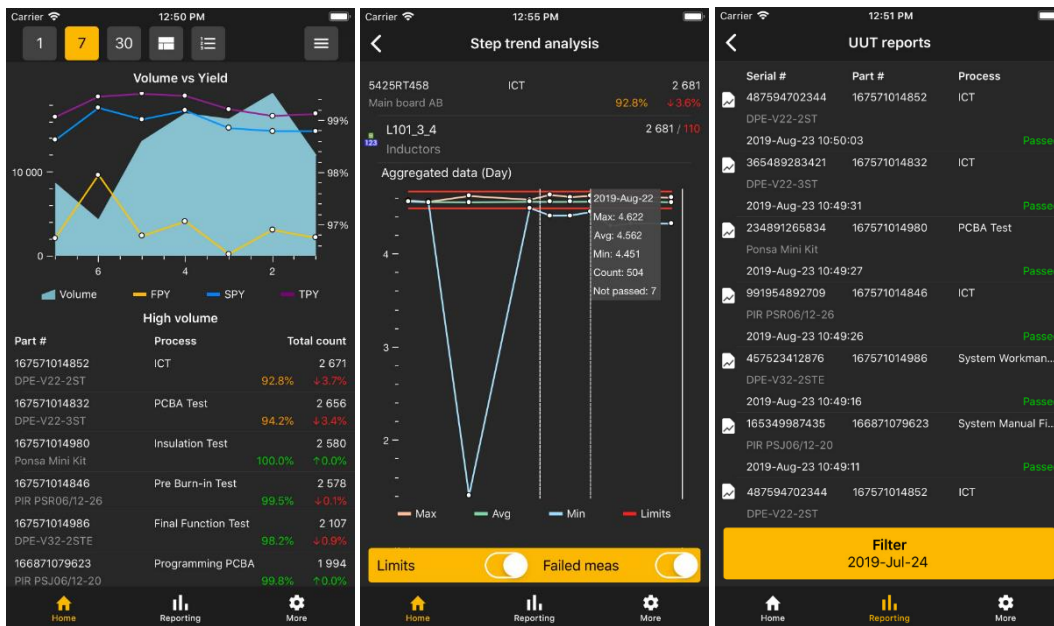 Carrier 12:50 PM
1 7 30
Volume vs Yield
99%
10 000 98%
97%
0
6 4 2
Volume FPY SPY TPY
High volume
Part # Process Total count
167571014852 ICT 2 671
DPE-V22-2ST 92.8% ↓3.7%
167571014832 PCBA Test 2 656
DPE-V22-3ST 94.2% ↓3.4%
167571014980 Insulation Test 2 580
Ponsa Mini Kit 100.0% ↑0.0%
167571014846 Pre Burn-in Test 2 578
PIR PSR06/12-26 99.5% ↓0.1%
167571014986 Final Function Test 2 107
DPE-V32-2STE 98.2% ↓0.9%
166871079623 Programming PCBA 1 994
PIR PSJ06/12-20 99.8% ↑0.0%
Home Reporting More
Carrier 12:55 PM
Step trend analysis
5425RT458 ICT 2 681
Main board AB 92.8% ↓3.6%
L101_3_4 2 681 / 110
123
Inductors
Aggregated data (Day)
2019-Aug-22
Max: 4.622
Avg: 4.562
4
Min: 4.451
Count: 504
Not passed: 7
3
2
Max Avg Min Limits
Limits Failed meas
Home Reporting More
Carrier 12:51 PM
UUT reports
Serial # Part # Process
487594702344 167571014852 ICT
DPE-V22-2ST
2019-Aug-23 10:50:03 Passe
365489283421 167571014832 ICT
DPE-V22-3ST
2019-Aug-23 10:49:31 Passe
234891265834 167571014980 PCBA Test
Ponsa Mini Kit
2019-Aug-23 10:49:27 Passe
991954892709 167571014846 ICT
PIR PSR06/12-26
2019-Aug-23 10:49:26 Passe
457523412876 167571014986 System Workman...
DPE-V32-2STE
2019-Aug-23 10:49:16 Passe
165349987435 166871079623 System Manual Fi...
PIR PSJ06/12-20
2019-Aug-23 10:49:11 Passe
487594702344 167571014852 ICT
DPE-V22-2ST
Filter
2019-Jul-24
Home Reporting More